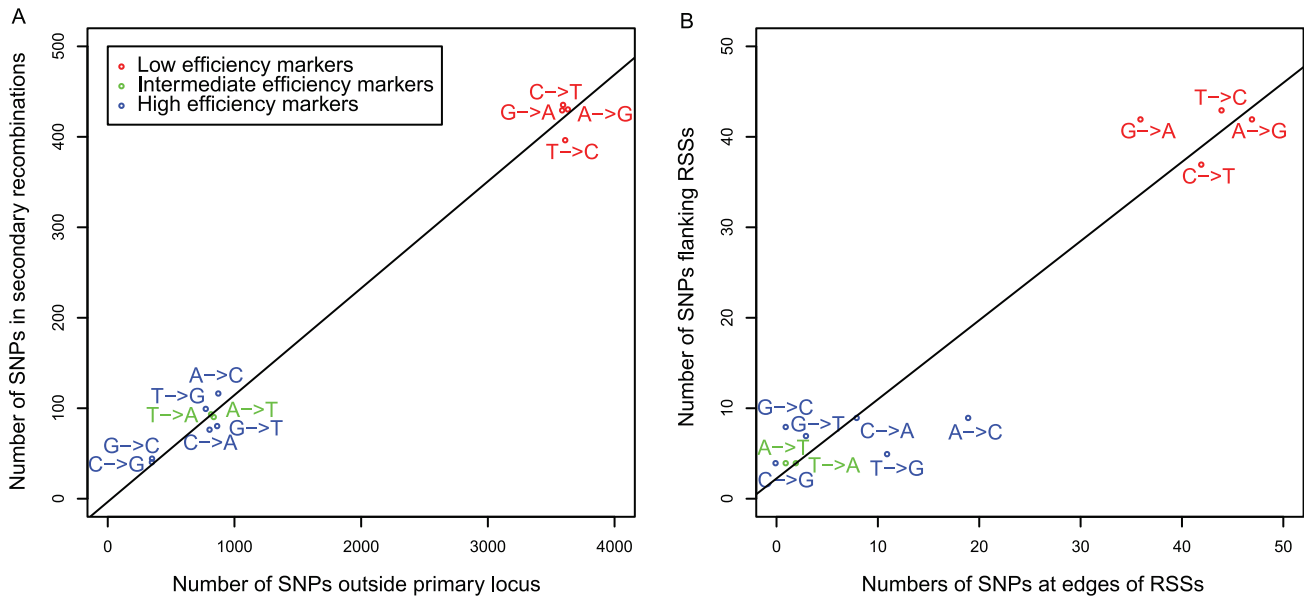 A
Number of SNPs in secondary recombinations
500
400
300
200
100
0
Low efficiency markers
Intermediate efficiency markers
High efficiency markers
C−>T
G−>A
A−>G
T−>C
A−>C
T−>G
T−>A
A−>T
G−>T
C−>A
G−>C
C−>G
0
1000
2000
3000
4000
Number of SNPs outside primary locus
B
Number of SNPs flanking RSSs
50
40
30
20
10
0
T−>C
G−>A
A−>G
C−>T
G−>C
G−>T
C−>A
A−>C
A−>T
T−>A
T−>G
C−>G
0
10
20
30
40
50
Numbers of SNPs at edges of RSSs